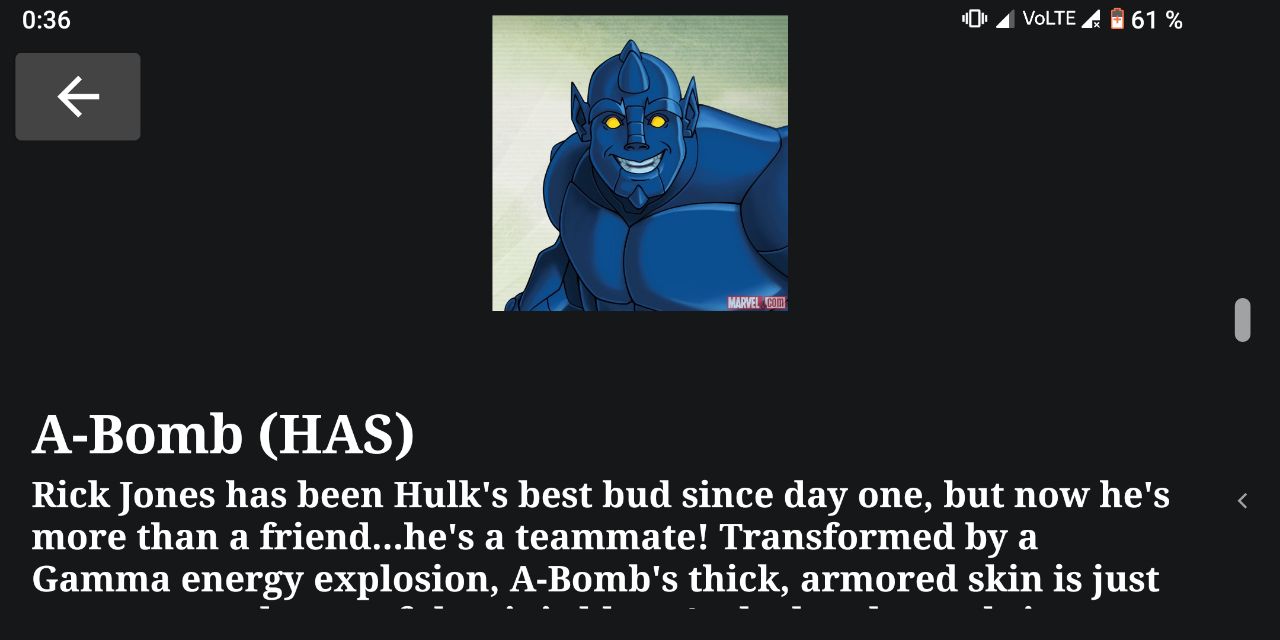 0:36
VoLTE 61 %
MARVEL.COM
A-Bomb (HAS)
Rick Jones has been Hulk's best bud since day one, but now he's
more than a friend...he's a teammate! Transformed by a
Gamma energy explosion, A-Bomb's thick, armored skin is just